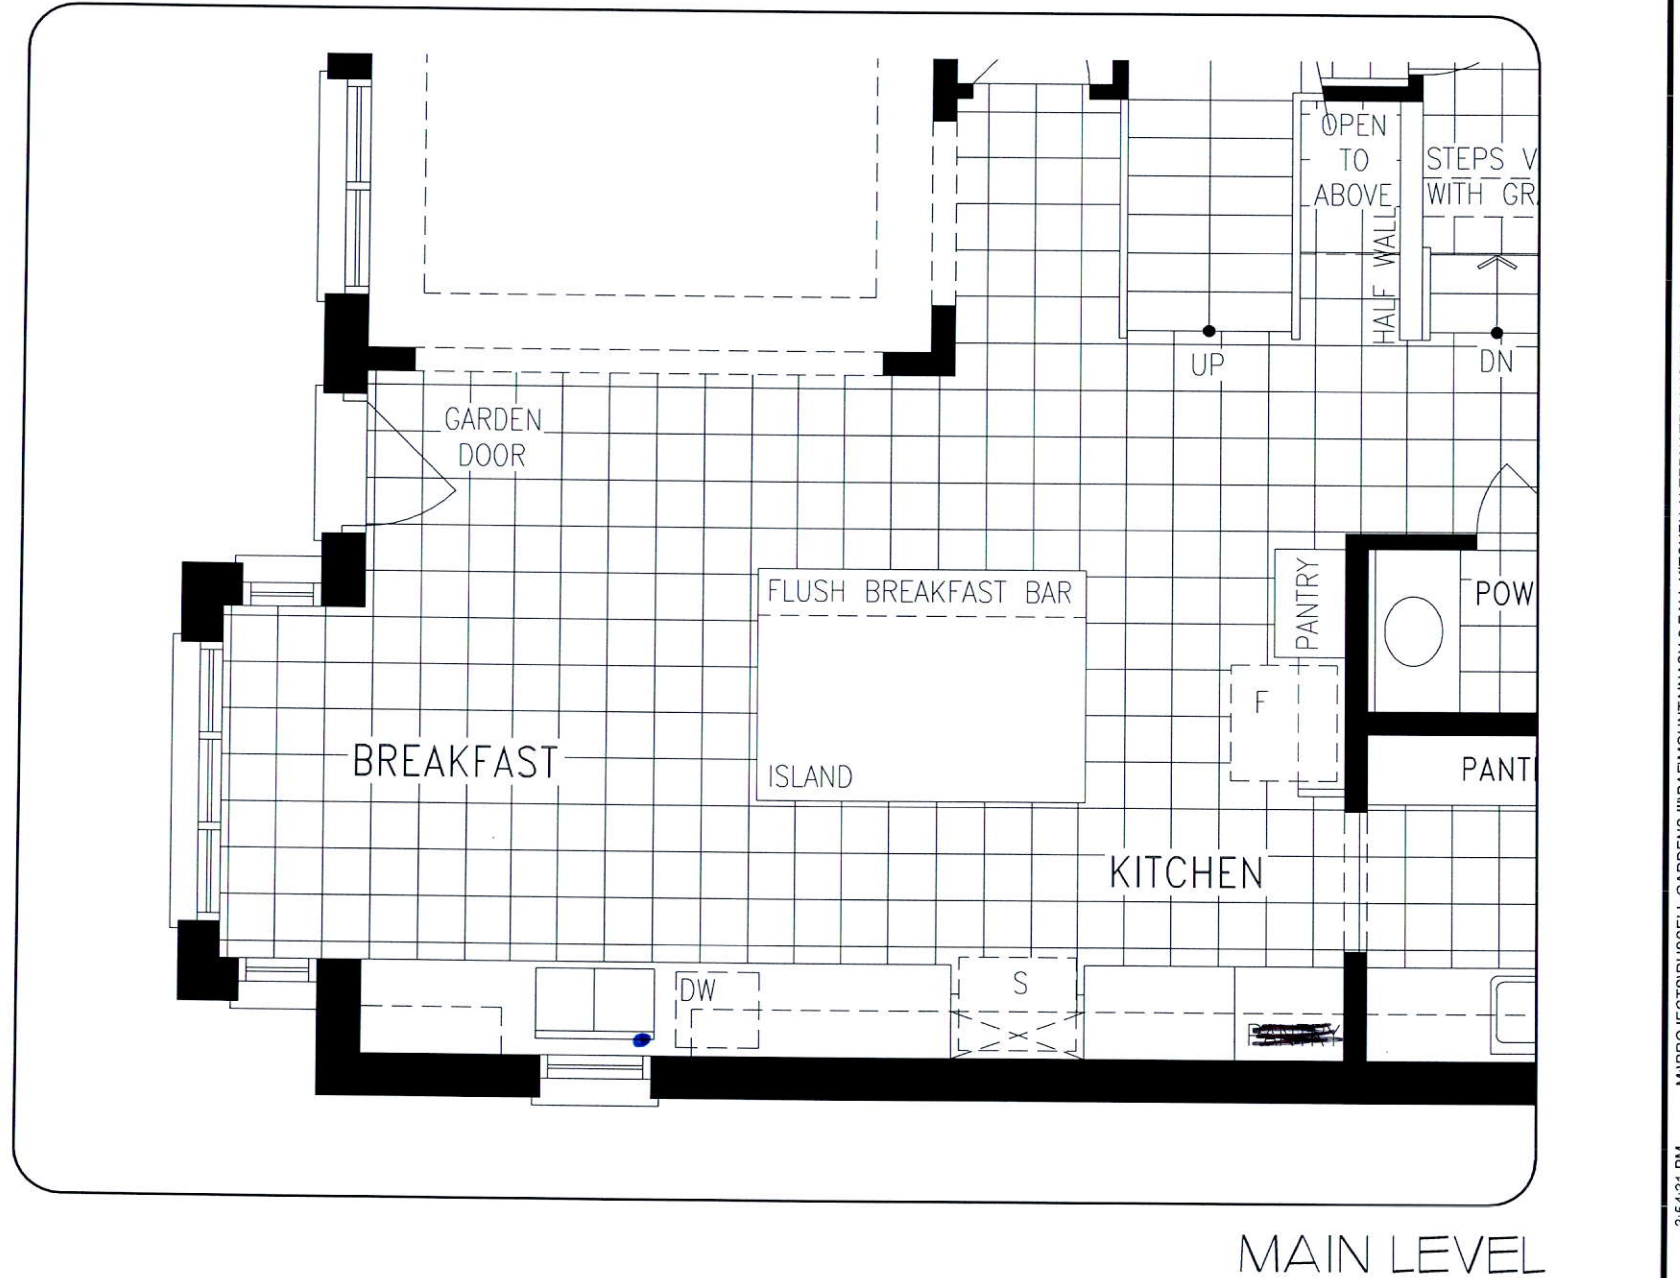 OPEN
TO
ABOVE
STEPS V
WITH GR
HALF WALL
UP
DN
GARDEN
DOOR
FLUSH BREAKFAST BAR
PANTRY
POW
F
BREAKFAST
ISLAND
PANT
KITCHEN
DW
S
MAIN LEVEL